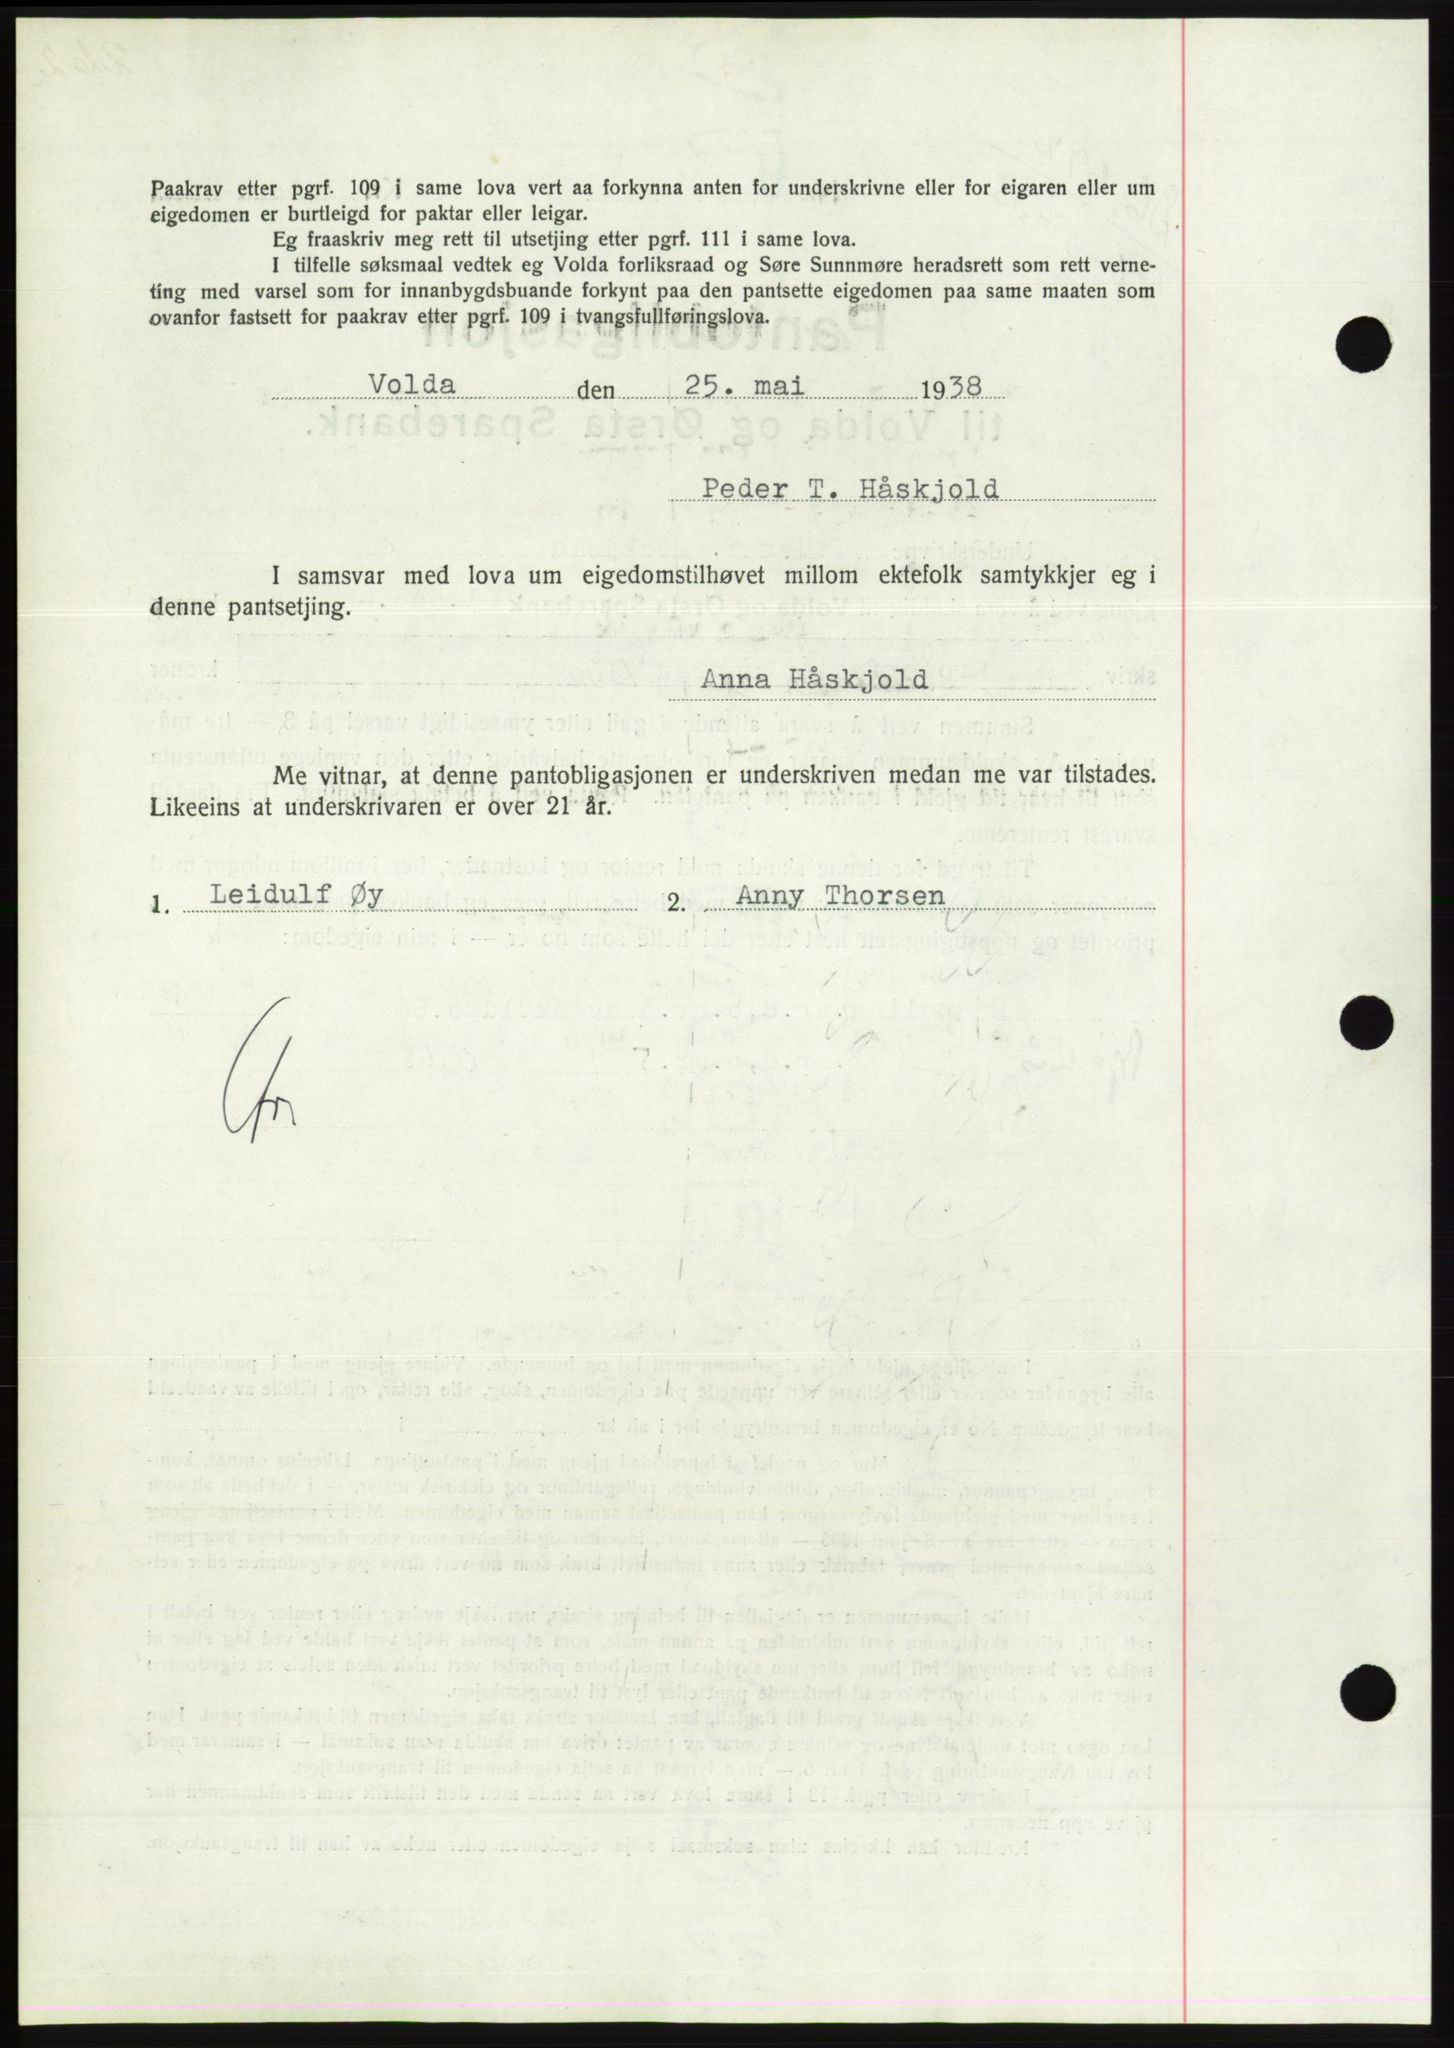 Paakrav etter pgrf. 109 i same lova vert aa forkynna anten for underskrivne eller for eigaren eller um
eigedomen er burtleigd for paktar eller leigar.
Eg fraaskriv meg rett til utsetjing etter pgrf. 111 i same lova.
I tilfelle søksmaal vedtek eg Volda forliksraad og Søre Sunnmøre heradsrett som rett verne-
ting med varsel som for innanbygdsbuande forkynt paa den pantsette eigedomen paa same maaten som
ovanfor fastsett for paakrav etter pgrf. 109 i tvangsfullføringslova.
Volda den 25. mai 1938
Peder T. Håskjold
I samsvar med lova um eigedomstilhøvet millom ektefolk samtykkjer eg i
denne pantsetjing.
Anna Håskjold
Me vitnar, at denne pantobligasjonen er underskriven medan me var tilstades.
Likeeins at underskrivaren er over 21 år.
1. Leidulf Øy 2. Anny Thorsen